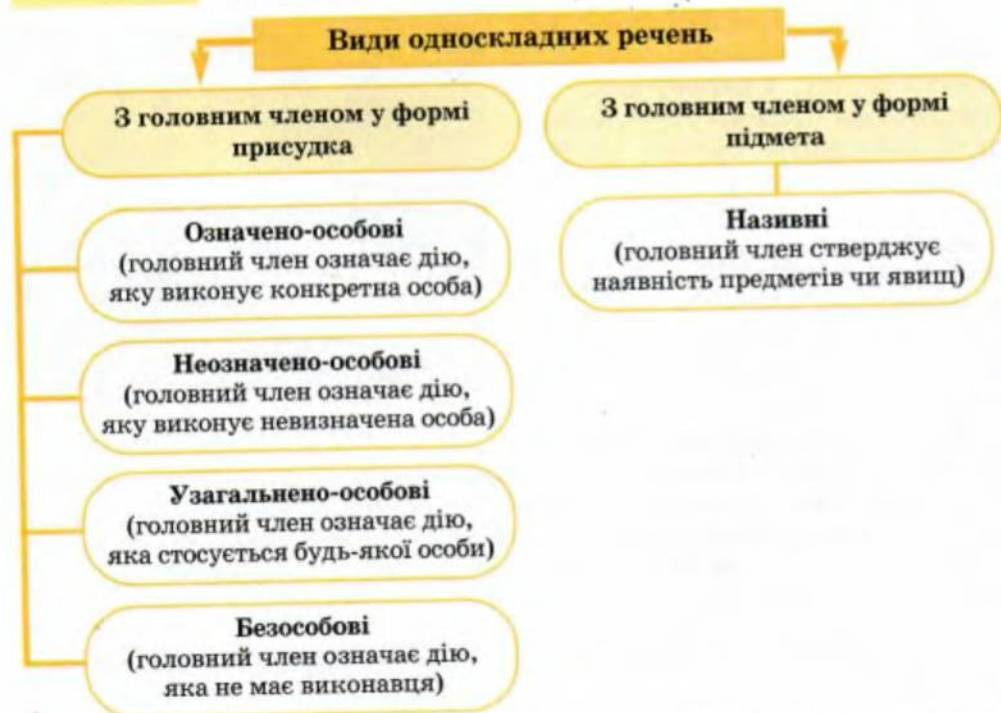 Види односкладних речень
З головним членом у формі
присудка
Означено-особові
(головний член означає дію,
яку виконує конкретна особа)
Неозначено-особові
(головний член означає дію,
яку виконує невизначена особа)
Узагальнено-особові
(головний член означає дію,
яка стосується будь-якої особи)
Безособові
(головний член означає дію,
яка не має виконавця)
З головним членом у формі
підмета
Називні
(головний член стверджує
наявність предметів чи явищ)